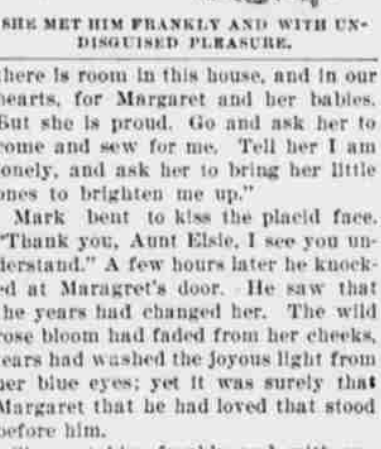 SHE MET HIM FRANKLY AND WITH UN-
DISGUISED PLEASURE.
there is room in this house, and in our
hearts, for Margaret and her babies.
But she is proud. Go and ask her to
come and sew for me. Tell her I am
lonely, and ask her to bring her little
ones to brighten me up."
Mark bent to kiss the placid face.
"Thank you, Aunt Elsie, I see you un-
derstand." A few hours later he knock-
ed at Maragret's door. He saw that
the years had changed her. The wild
rose bloom had faded from her cheeks,
tears had washed the joyous light from
her blue eyes; yet it was surely that
Margaret that he had loved that stood
before him.